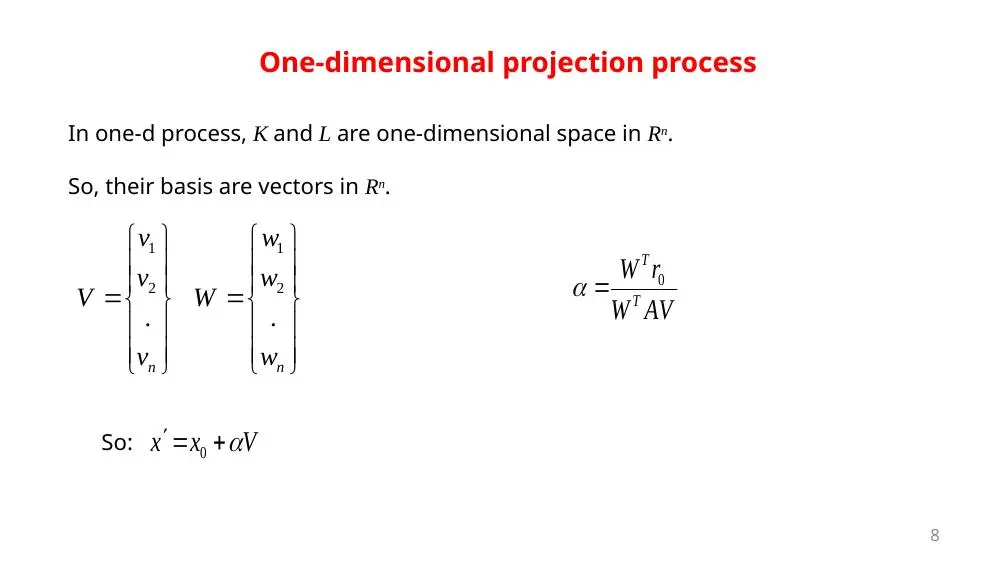 One-dimensional projection process
In one-d process, K and L are one-dimensional space in Rⁿ.
So, their basis are vectors in Rⁿ.
V = {v₁ v₂ . vₙ} W = {w₁ w₂ . wₙ}
α = Wᵀr₀ / WᵀAV
So: x′ = x₀ + αV
8